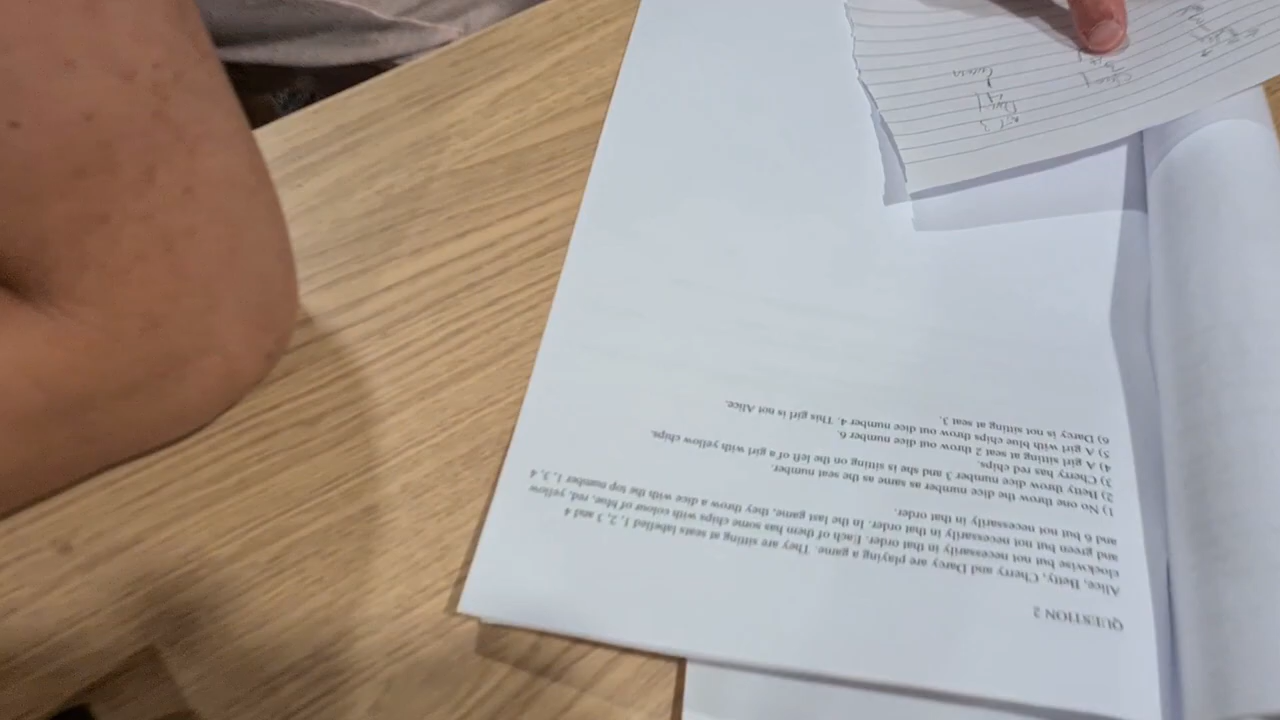 QUESTION 2
Alice, Betty, Cherry and Darcy are playing a game. They are sitting at seats labelled 1, 2, 3 and 4
clockwise but not necessarily in that order. Each of them has some chips with colour of blue, red, yellow
and green but not necessarily in that order. In the last game, they throw a dice with the top number 1, 3, 4
and 6 but not necessarily in that order.
1) No one throw the dice number as same as the seat number.
2) Betty throw dice number 3 and she is sitting on the left of a girl with yellow chips.
3) Cherry has red chips.
4) A girl sitting at seat 2 throw out dice number 6.
5) A girl with blue chips throw out dice number 4. This girl is not Alice.
6) Darcy is not sitting at seat 3.